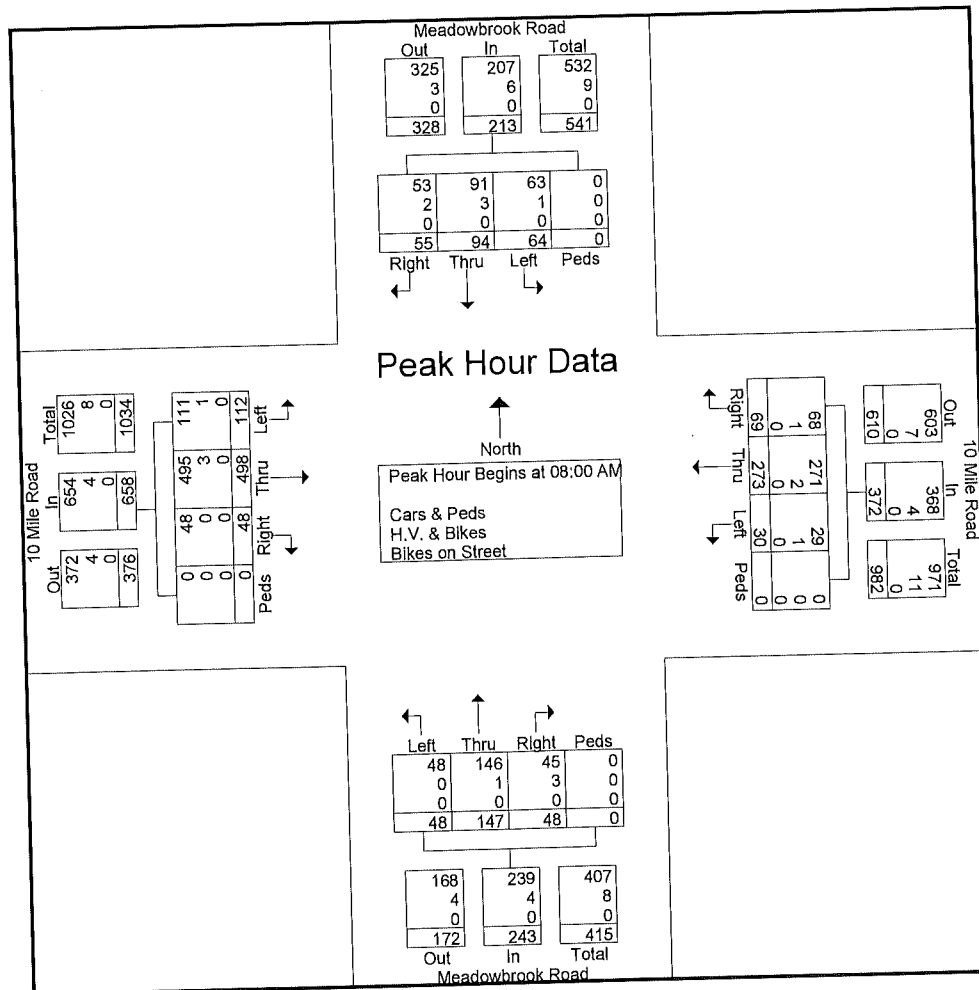 Meadowbrook Road
Out In Total
325 207 532
3 6 9
0 0 0
328 213 541
53 91 63 0
2 3 1 0
0 0 0 0
55 94 64 0
Right Thru Left Peds
Peak Hour Data
10 Mile Road
Total In Out
1026 654 372
8 4 4
0 0 0
1034 658 376
111 495 48 0
1 3 0 0
0 0 0 0
112 498 48 0
Left Thru Right Peds
North
Peak Hour Begins at 08:00 AM
Cars & Peds
H.V. & Bikes
Bikes on Street
Right Thru Left Peds
69 273 30 0
0 0 0 0
1 2 1 0
68 271 29 0
Out In Total
610 372 982
0 0 0
7 4 11
603 368 971
10 Mile Road
Left Thru Right Peds
48 146 45 0
0 1 3 0
0 0 0 0
48 147 48 0
168 239 407
4 4 8
0 0 0
172 243 415
Out In Total
Meadowbrook Road